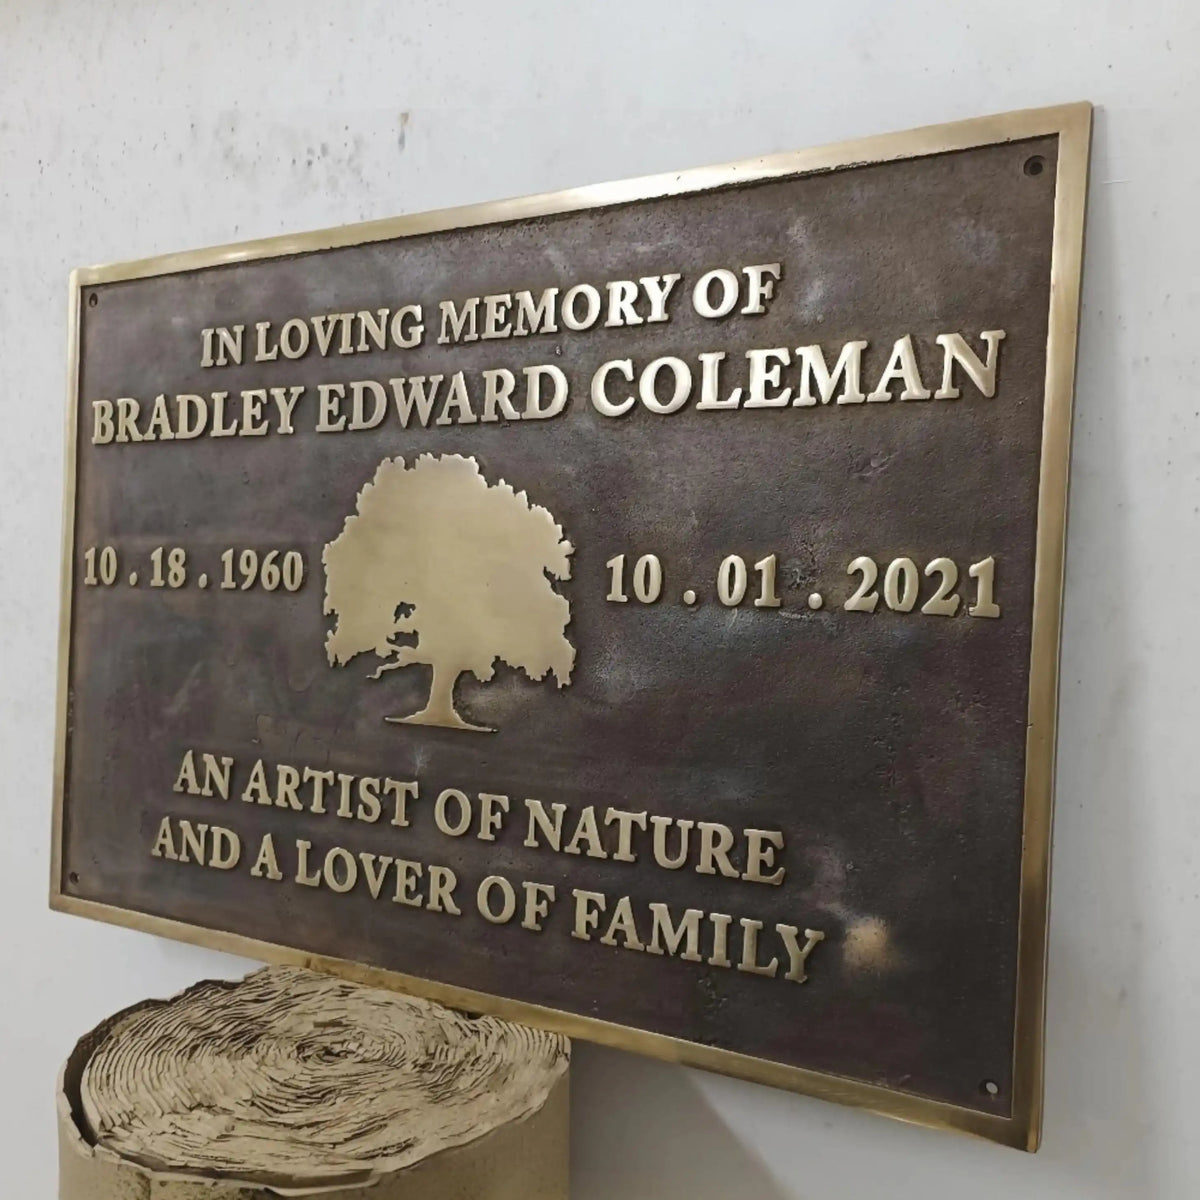 IN LOVING MEMORY OF
BRADLEY EDWARD COLEMAN
10 . 18 . 1960 10 . 01 . 2021
AN ARTIST OF NATURE
AND A LOVER OF FAMILY